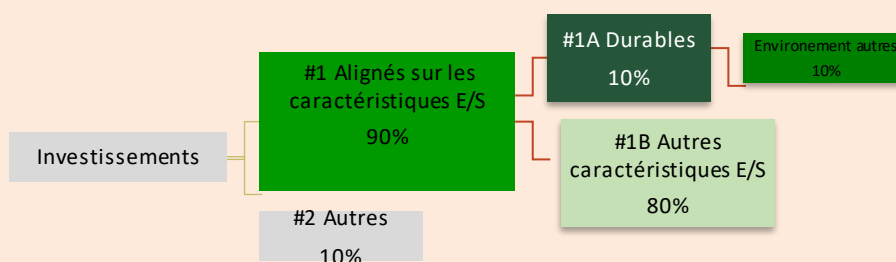 Investissements
#1 Alignés sur les
caractéristiques E/S
90%
#2 Autres
10%
#1A Durables
10%
#1B Autres
caractéristiques E/S
80%
Environement autres
10%